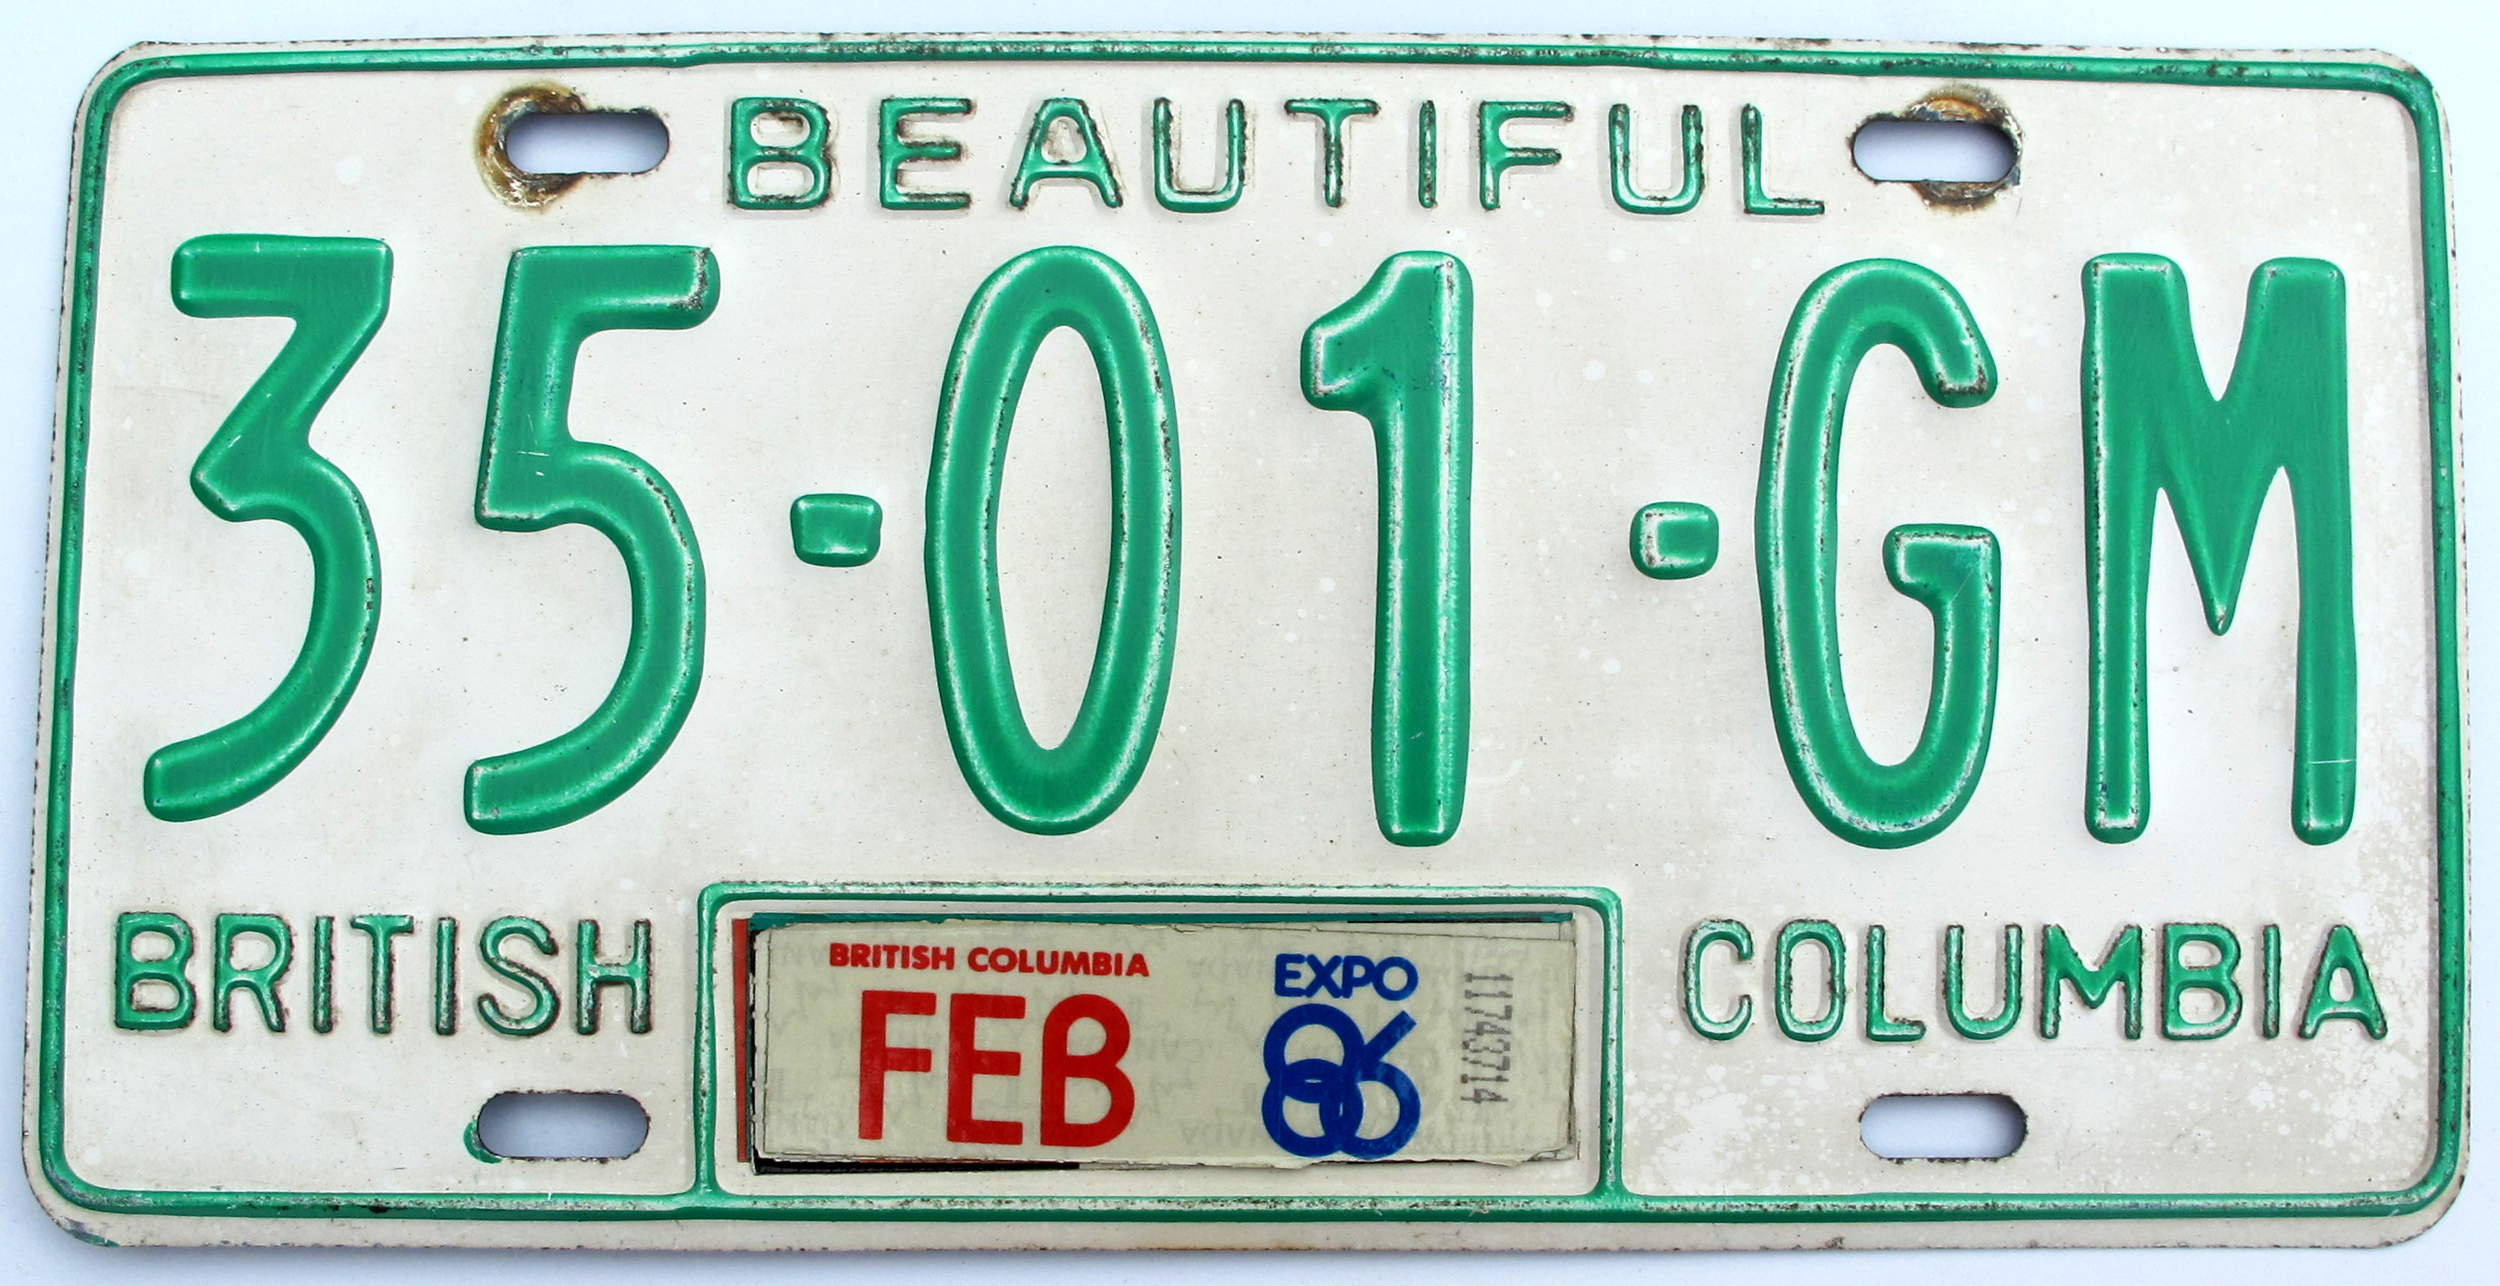 BEAUTIFUL
35-01-GM
BRITISH COLUMBIA
BRITISH COLUMBIA
FEB
EXPO
86
11743714